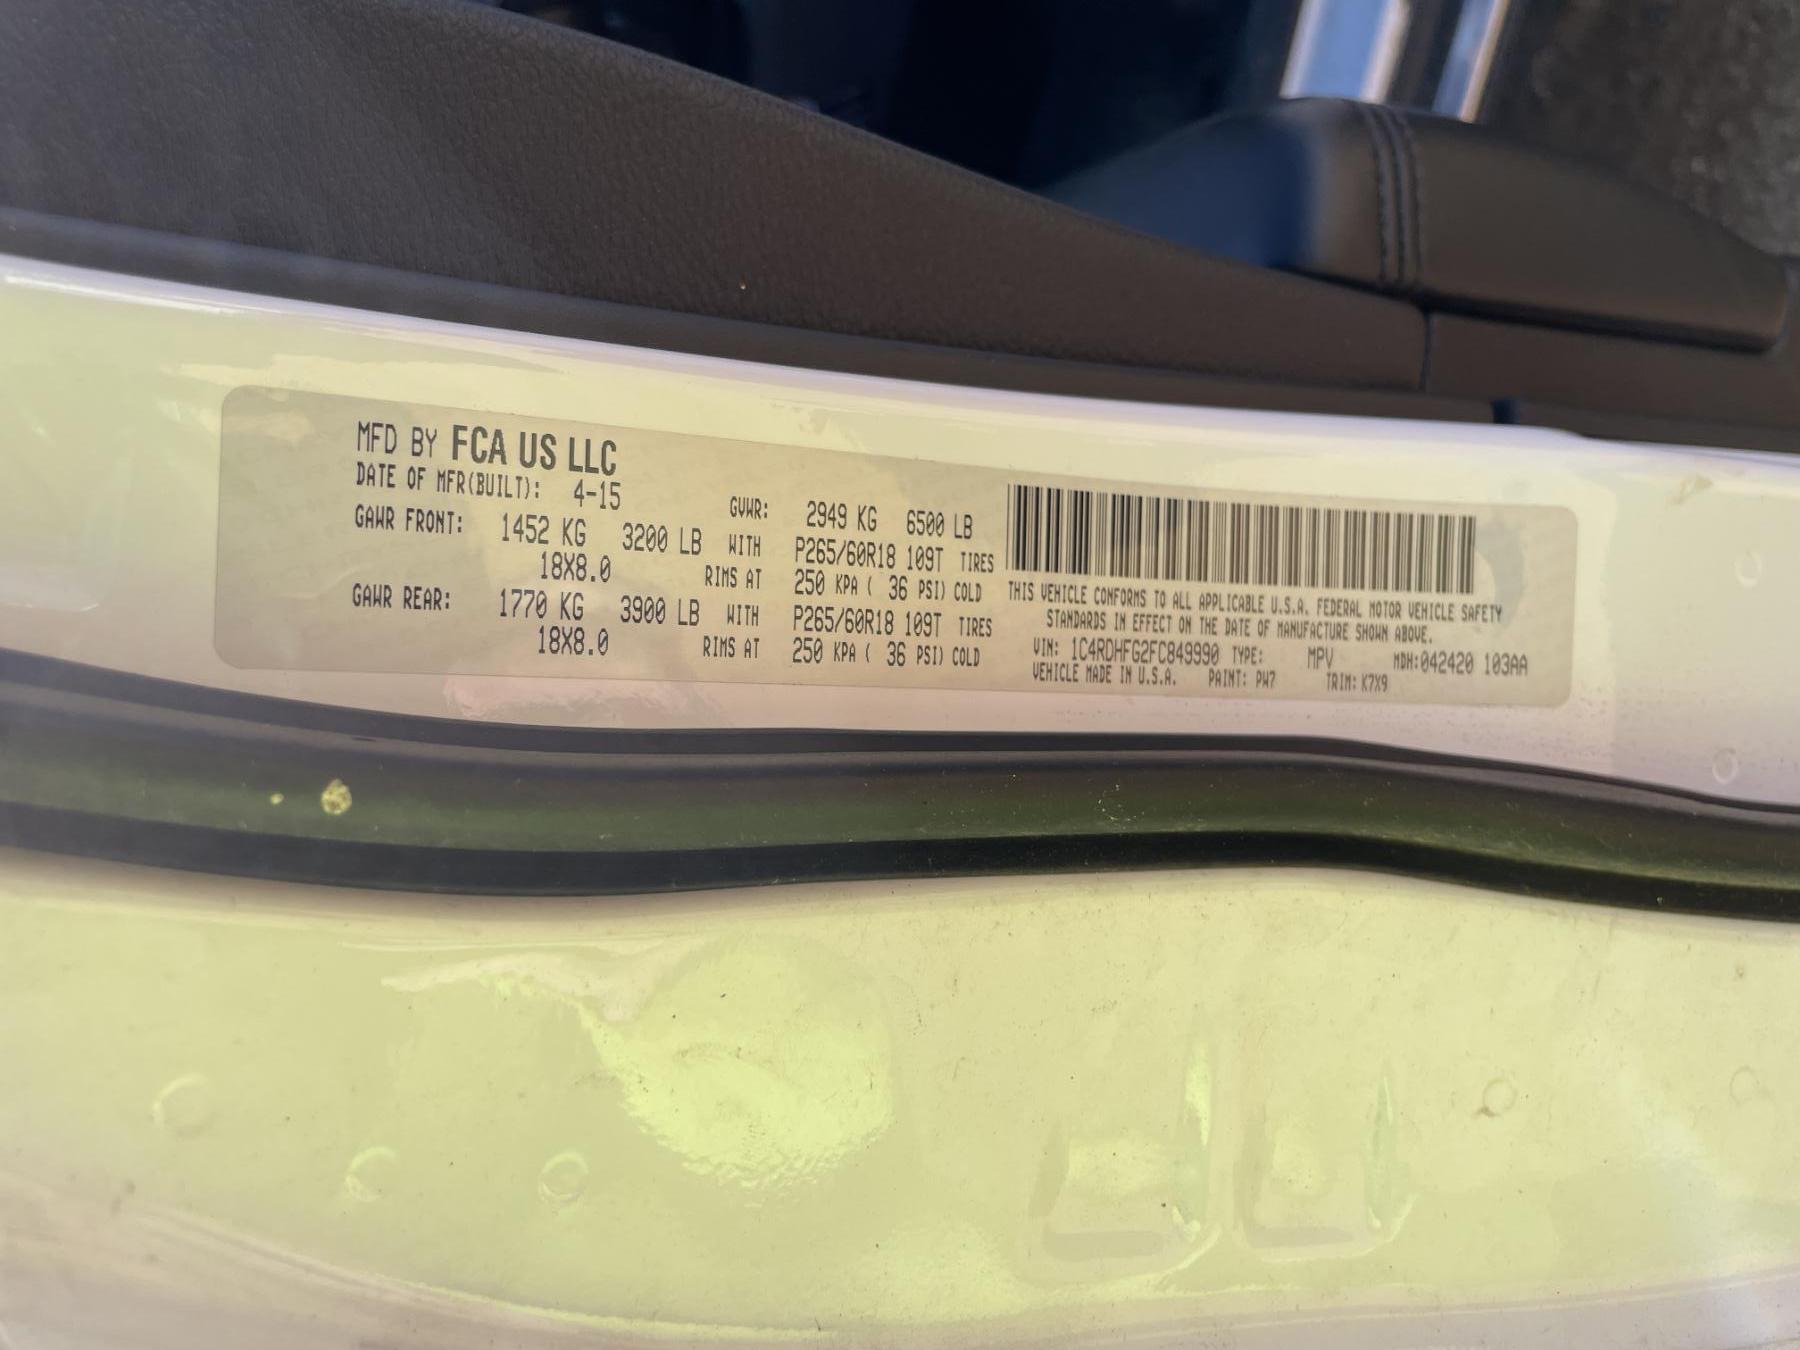 MFD BY FCA US LLC
DATE OF MFR(BUILT): 4-15 GVWR: 2949 KG 6500 LB
GAWR FRONT: 1452 KG 3200 LB WITH P265/60R18 109T TIRES
18X8.0 RIMS AT 250 KPA ( 36 PSI) COLD
GAWR REAR: 1770 KG 3900 LB WITH P265/60R18 109T TIRES
18X8.0 RIMS AT 250 KPA ( 36 PSI) COLD
THIS VEHICLE CONFORMS TO ALL APPLICABLE U.S.A. FEDERAL MOTOR VEHICLE SAFETY
STANDARDS IN EFFECT ON THE DATE OF MANUFACTURE SHOWN ABOVE.
VIN: 1C4RDHFG2FC849990 TYPE: MPV MDH:042420 103AA
VEHICLE MADE IN U.S.A. PAINT: PW7 TRIM: K7X9